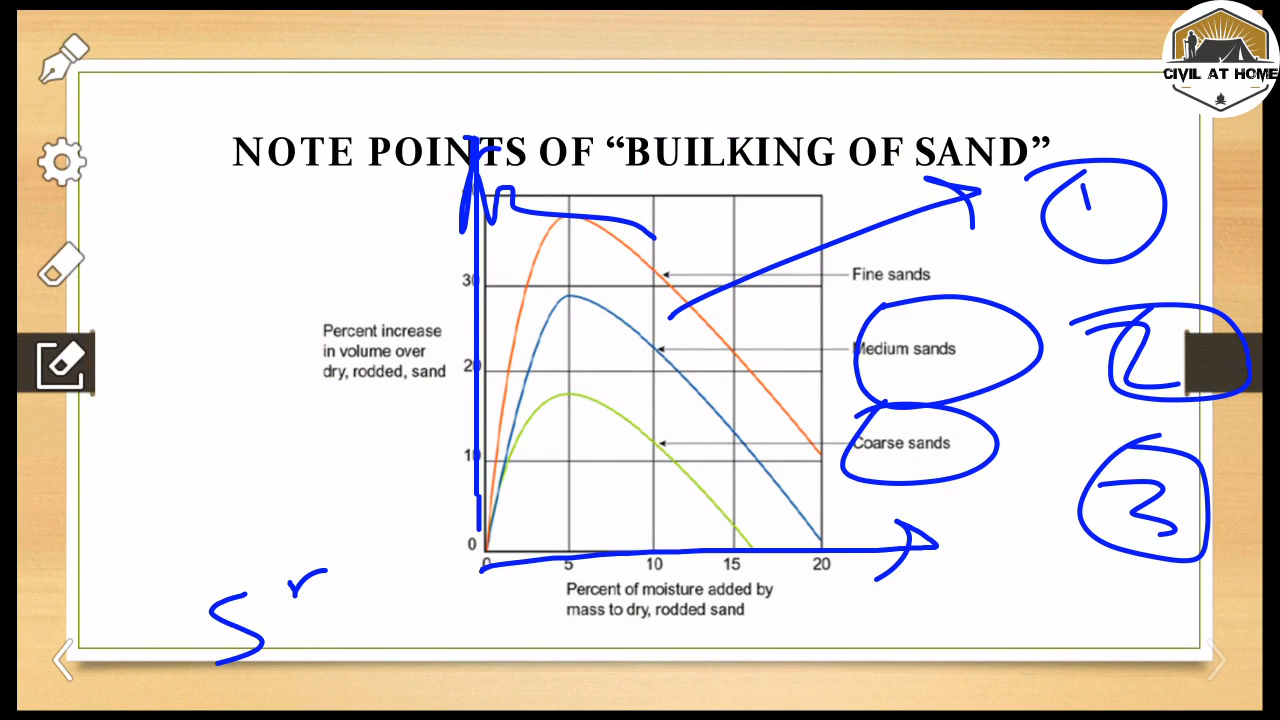 CIVIL AT HOME
NOTE POINTS OF “BUILKING OF SAND”
1
30
Fine sands
Percent increase
in volume over
dry, rodded, sand
Medium sands
2
20
Coarse sands
10
3
0
0 5 10 15 20
Percent of moisture added by
mass to dry, rodded sand